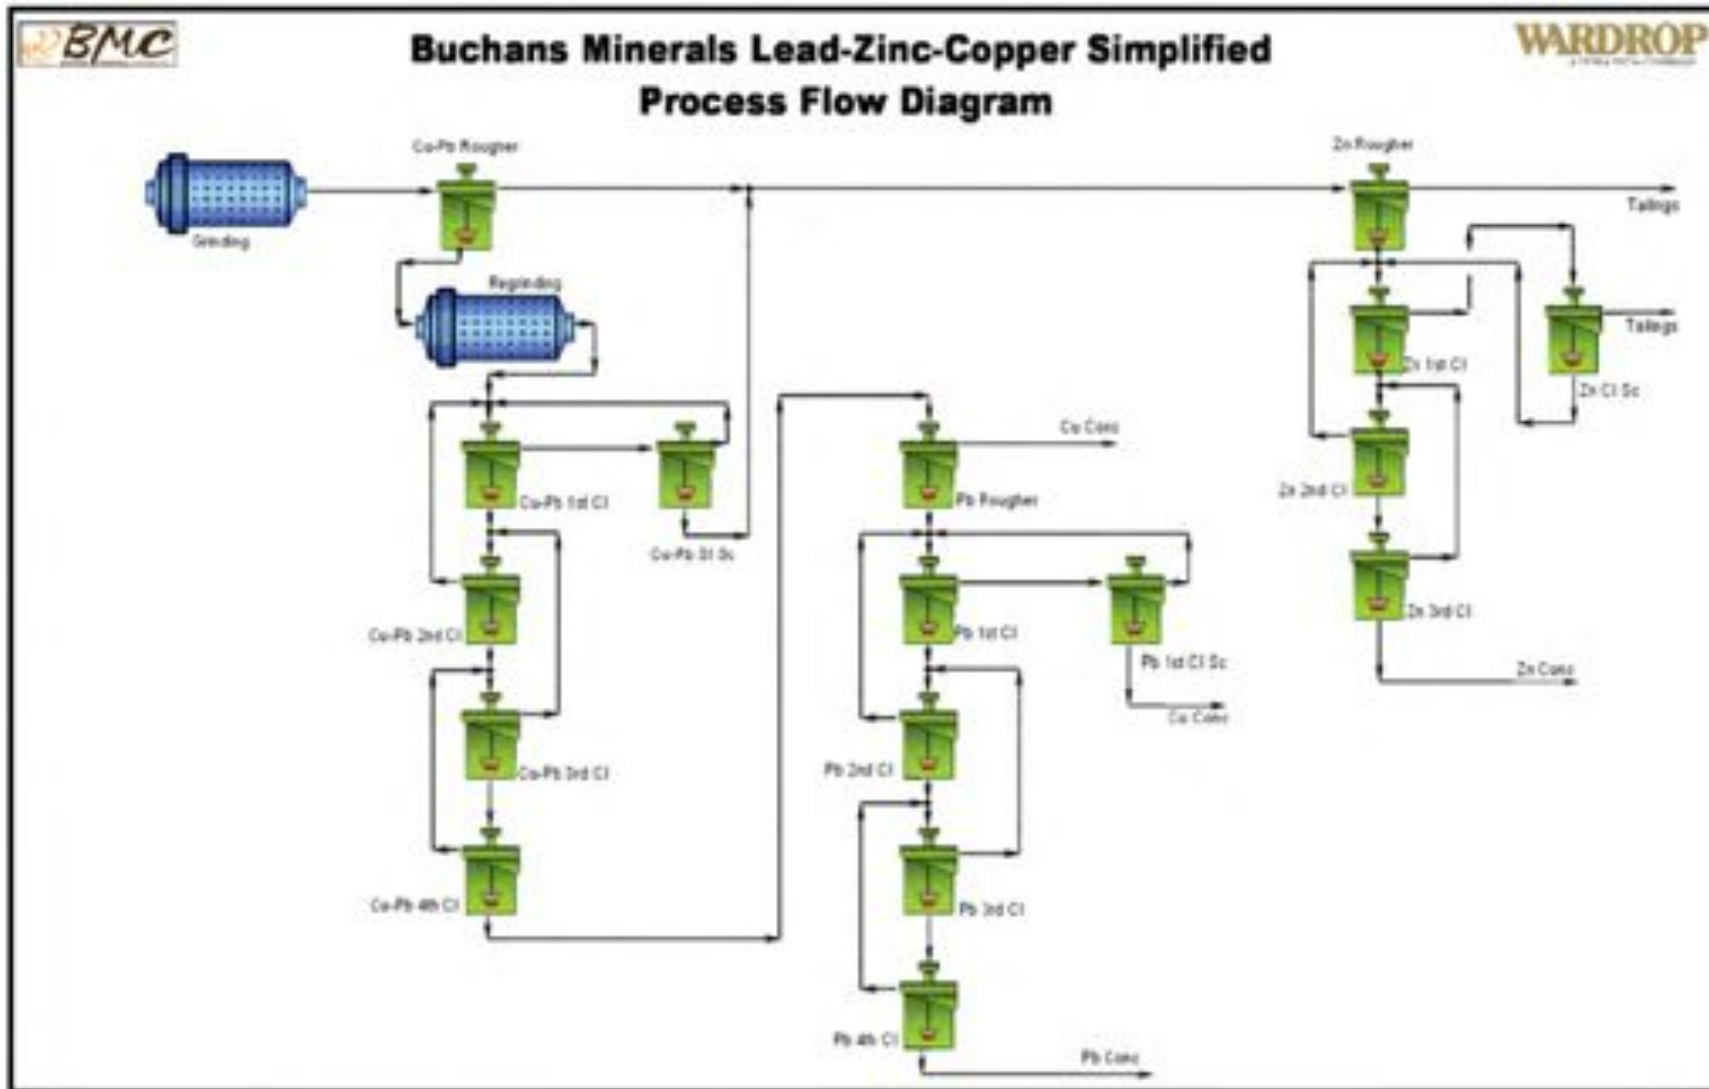 BMC
Buchans Minerals Lead-Zinc-Copper Simplified
Process Flow Diagram
WARDROP
Cu-Pb Rougher
Zn Rougher
Grinding
Tailings
Regrinding
Tailings
Zn 1st Cl
Zn Cl Sc
Cu Conc
Cu-Pb 1st Cl
Pb Rougher
Zn 2nd Cl
Cu-Pb
Sc
Zn 3rd Cl
Cu-Pb 2nd Cl
Pb 1st Cl
Pb 1st Cl Sc
Zn Conc
Cu Conc
Cu-Pb 3rd Cl
Pb 2nd Cl
Cu-Pb 4th Cl
Pb 3rd Cl
Pb 4th Cl
Pb Conc